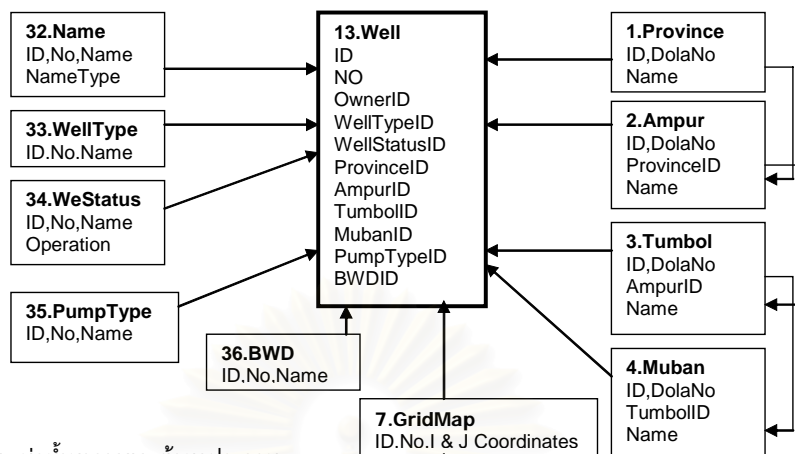 32.Name
ID,No,Name
NameType
33.WellType
ID.No.Name
34.WeStatus
ID,No,Name
Operation
35.PumpType
ID,No,Name
36.BWD
ID,No,Name
13.Well
ID
NO
OwnerID
WellTypeID
WellStatusID
ProvinceID
AmpurID
TumbolID
MubanID
PumpTypeID
BWDID
7.GridMap
ID.No.I & J Coordinates
1.Province
ID,DolaNo
Name
2.Ampur
ID,DolaNo
ProvinceID
Name
3.Tumbol
ID,DolaNo
AmpurID
Name
4.Muban
ID,DolaNo
TumbolID
Name